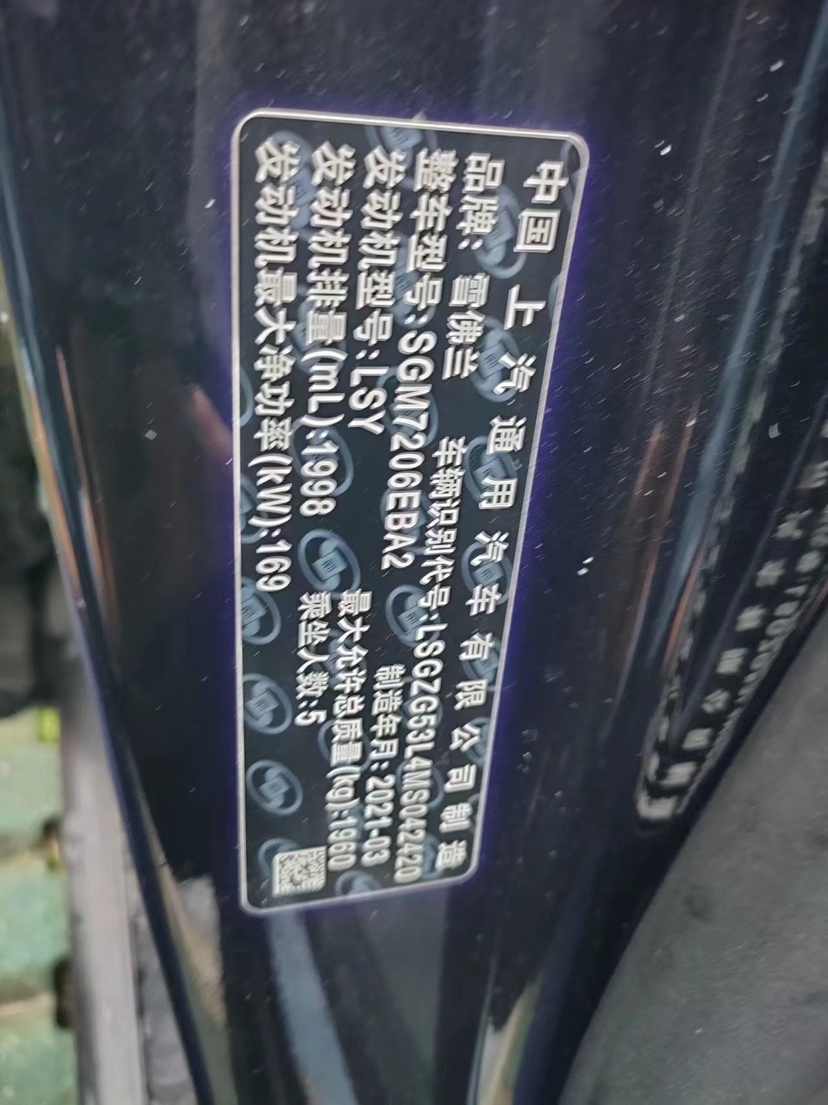 中国 上汽通用汽车有限公司制造
品牌: 雪佛兰 车辆识别代号:LSGZG53L4MS042420
整车型号:SGM7206EBA2 制造年月: 2021-03
发动机型号:LSY 最大允许总质量(kg):1960
发动机排量(mL):1998 乘坐人数:5
发动机最大净功率(kW):169